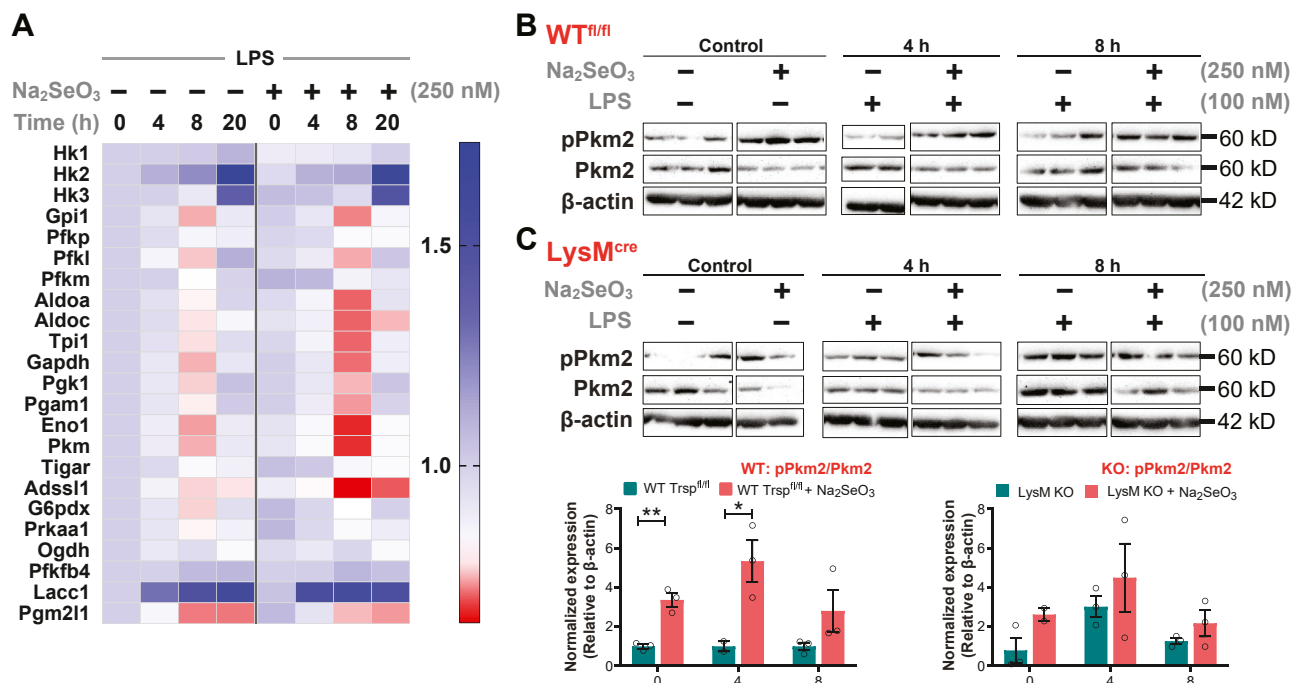 A
LPS
Na₂SeO₃ − − − − + + + + (250 nM)
Time (h) 0 4 8 20 0 4 8 20
Hk1
Hk2
Hk3
Gpi1
Pfkp
Pfkl
Pfkm
Aldoa
Aldoc
Tpi1
Gapdh
Pgk1
Pgam1
Eno1
Pkm
Tigar
Adssl1
G6pdx
Prkaa1
Ogdh
Pfkfb4
Lacc1
Pgm2l1
1.5
1.0
B WTfl/fl
Control 4 h 8 h
Na₂SeO₃ − + − + − + (250 nM)
LPS − − + + + + (100 nM)
pPkm2 60 kD
Pkm2 60 kD
β-actin 42 kD
C LysMcre
Control 4 h 8 h
Na₂SeO₃ − + − + − + (250 nM)
LPS − − + + + + (100 nM)
pPkm2 60 kD
Pkm2 60 kD
β-actin 42 kD
WT: pPkm2/Pkm2
WT Trspfl/fl WT Trspfl/fl + Na₂SeO₃
Normalized expression
(Relative to β-actin)
8
6
4
2
0
** *
0 4 8
KO: pPkm2/Pkm2
LysM KO LysM KO + Na₂SeO₃
Normalized expression
(Relative to β-actin)
8
6
4
2
0
0 4 8